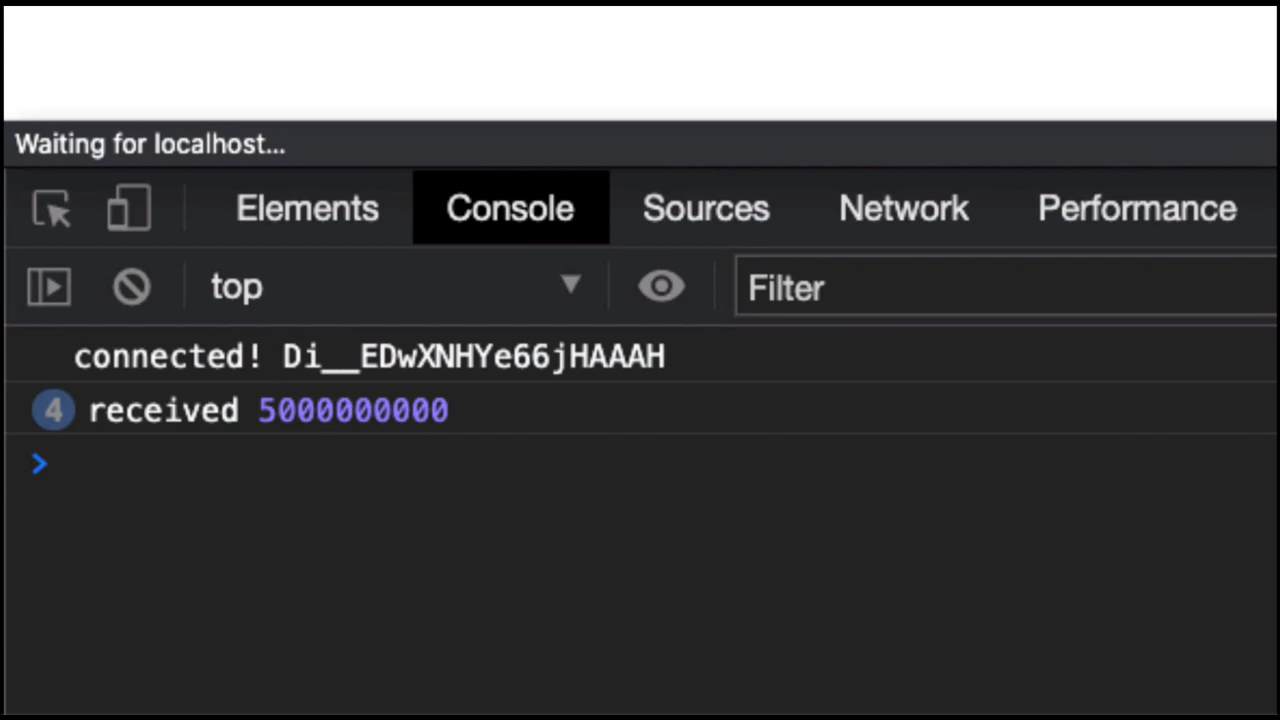 Waiting for localhost...
Elements Console Sources Network Performance
top ▼ Filter
connected! Di__EDwXNHYe66jHAAAH
4 received 5000000000
>